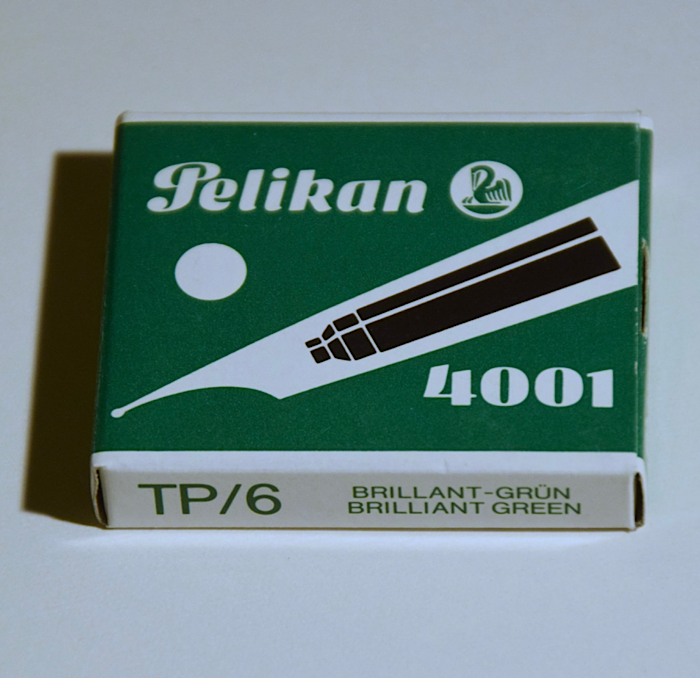 Pelikan
4001
TP/6
BRILLANT-GRÜN
BRILLIANT GREEN